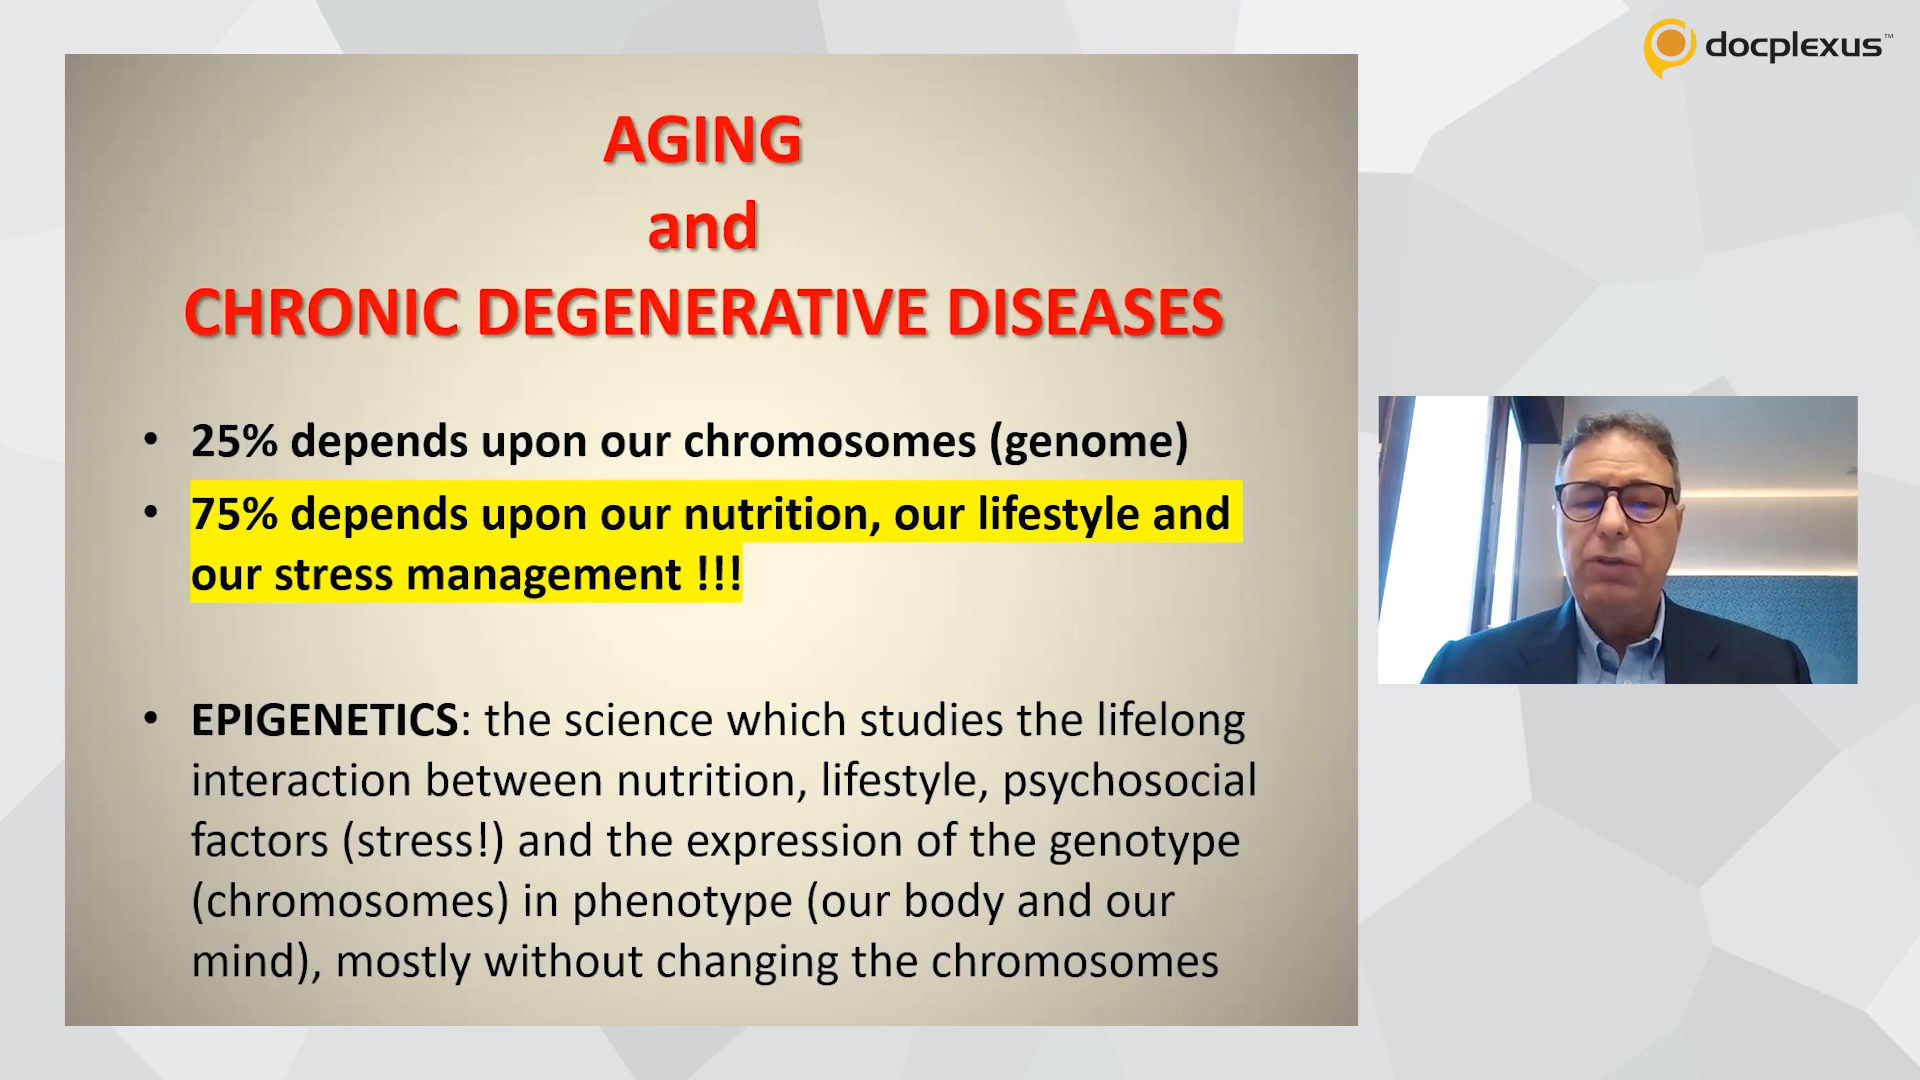 docplexus™
AGING
and
CHRONIC DEGENERATIVE DISEASES
• 25% depends upon our chromosomes (genome)
• 75% depends upon our nutrition, our lifestyle and
our stress management !!!
• EPIGENETICS: the science which studies the lifelong
interaction between nutrition, lifestyle, psychosocial
factors (stress!) and the expression of the genotype
(chromosomes) in phenotype (our body and our
mind), mostly without changing the chromosomes